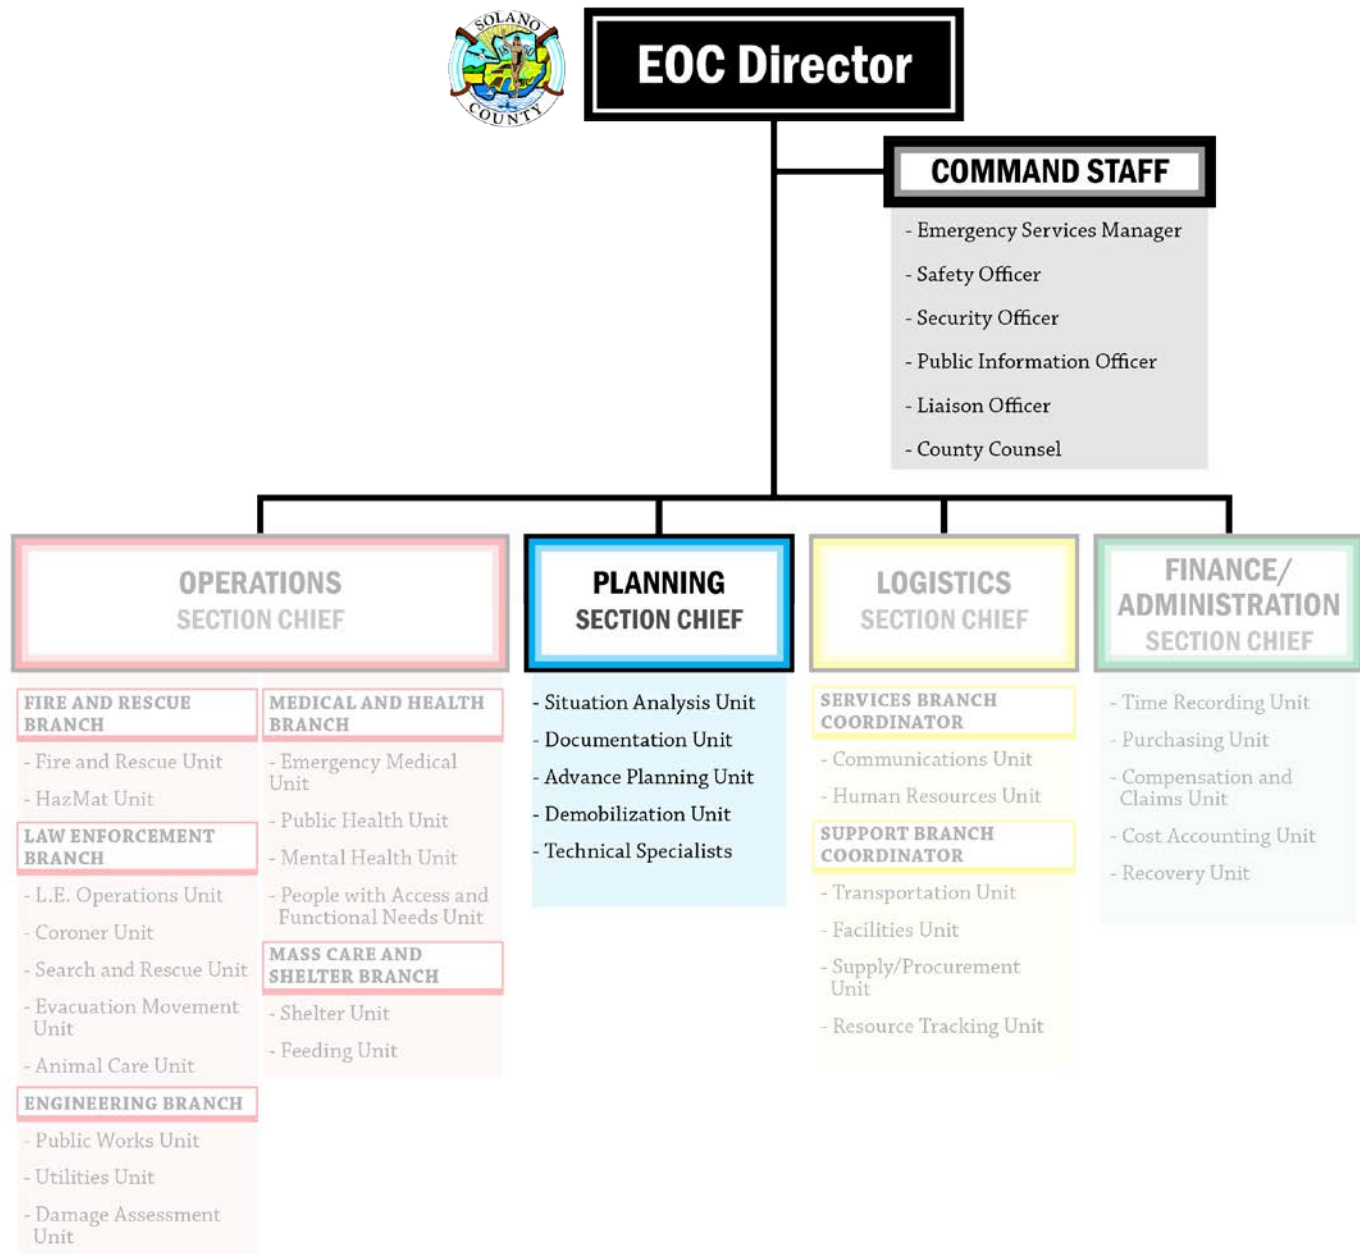 SOLANO
18 50
COUNTY
EOC Director
COMMAND STAFF
- Emergency Services Manager
- Safety Officer
- Security Officer
- Public Information Officer
- Liaison Officer
- County Counsel
OPERATIONS
SECTION CHIEF
FIRE AND RESCUE
BRANCH
- Fire and Rescue Unit
- HazMat Unit
LAW ENFORCEMENT
BRANCH
- L.E. Operations Unit
- Coroner Unit
- Search and Rescue Unit
- Evacuation Movement
Unit
- Animal Care Unit
ENGINEERING BRANCH
- Public Works Unit
- Utilities Unit
- Damage Assessment
Unit
MEDICAL AND HEALTH
BRANCH
- Emergency Medical
Unit
- Public Health Unit
- Mental Health Unit
- People with Access and
Functional Needs Unit
MASS CARE AND
SHELTER BRANCH
- Shelter Unit
- Feeding Unit
PLANNING
SECTION CHIEF
- Situation Analysis Unit
- Documentation Unit
- Advance Planning Unit
- Demobilization Unit
- Technical Specialists
LOGISTICS
SECTION CHIEF
SERVICES BRANCH
COORDINATOR
- Communications Unit
- Human Resources Unit
SUPPORT BRANCH
COORDINATOR
- Transportation Unit
- Facilities Unit
- Supply/Procurement
Unit
- Resource Tracking Unit
FINANCE/
ADMINISTRATION
SECTION CHIEF
- Time Recording Unit
- Purchasing Unit
- Compensation and
Claims Unit
- Cost Accounting Unit
- Recovery Unit